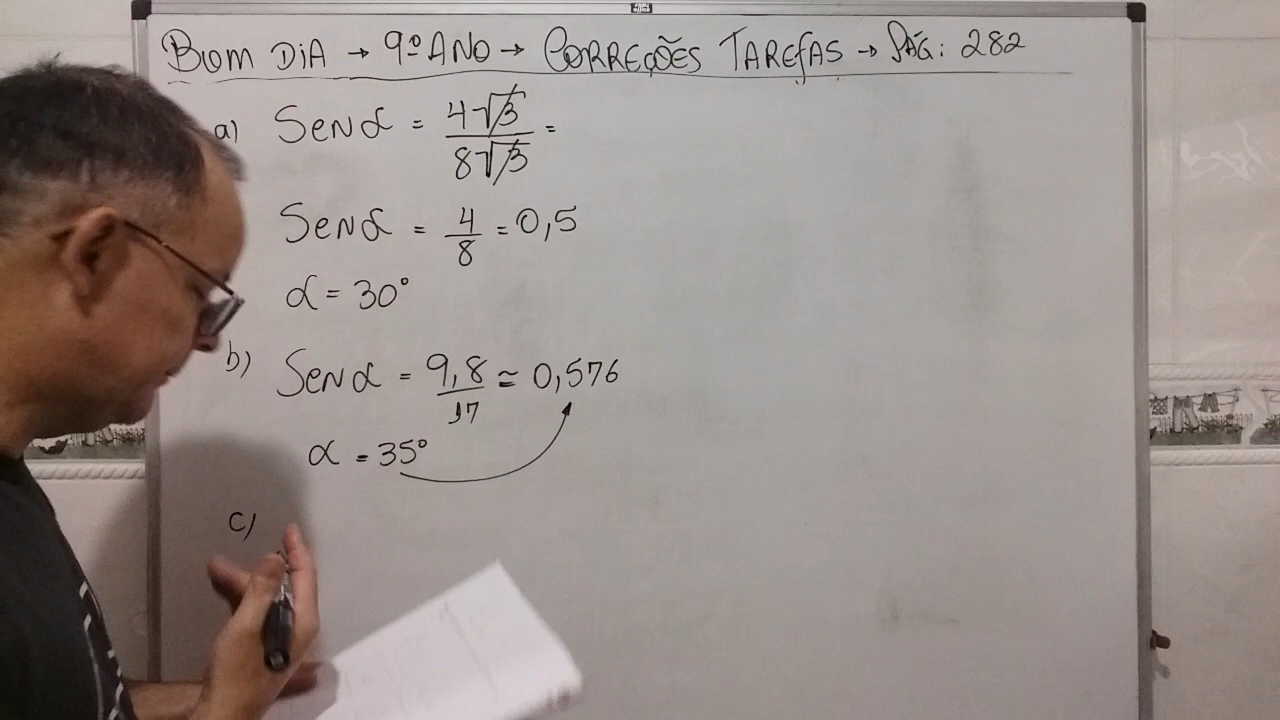 BOM DIA → 9º ANO → CORREÇÕES TAREFAS → PÁG: 282
a) Sen α = 4√3 / 8√3 =
Sen α = 4/8 = 0,5
α = 30°
b) Sen α = 9,8/17 ≃ 0,576
α = 35°
c)